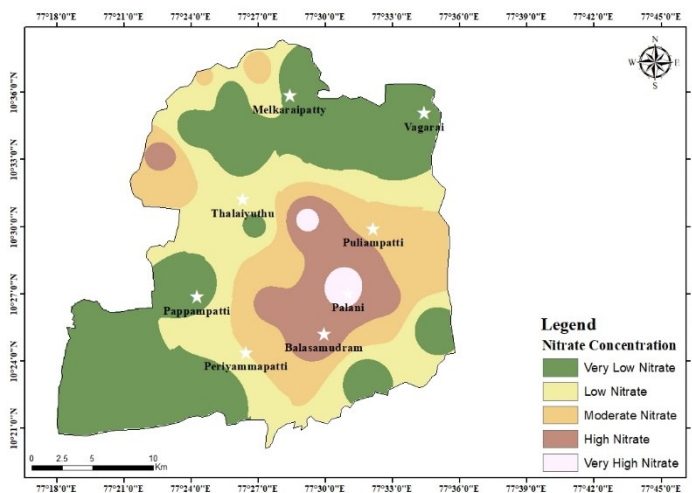 77°18'0"E 77°21'0"E 77°24'0"E 77°27'0"E 77°30'0"E 77°33'0"E 77°36'0"E 77°39'0"E 77°42'0"E 77°45'0"E
N
W E
S
10°36'0"N
Melkaraipatty
Vagarai
10°33'0"N
Thalaiyuthu
10°30'0"N
Puliampatti
10°27'0"N
Pappampatti
Palani
Balasamudram
Periyammapatti
10°24'0"N
10°21'0"N
Legend
Nitrate Concentration
Very Low Nitrate
Low Nitrate
Moderate Nitrate
High Nitrate
Very High Nitrate
0 2.5 5 10
Km
77°18'0"E 77°21'0"E 77°24'0"E 77°27'0"E 77°30'0"E 77°33'0"E 77°36'0"E 77°39'0"E 77°42'0"E 77°45'0"E